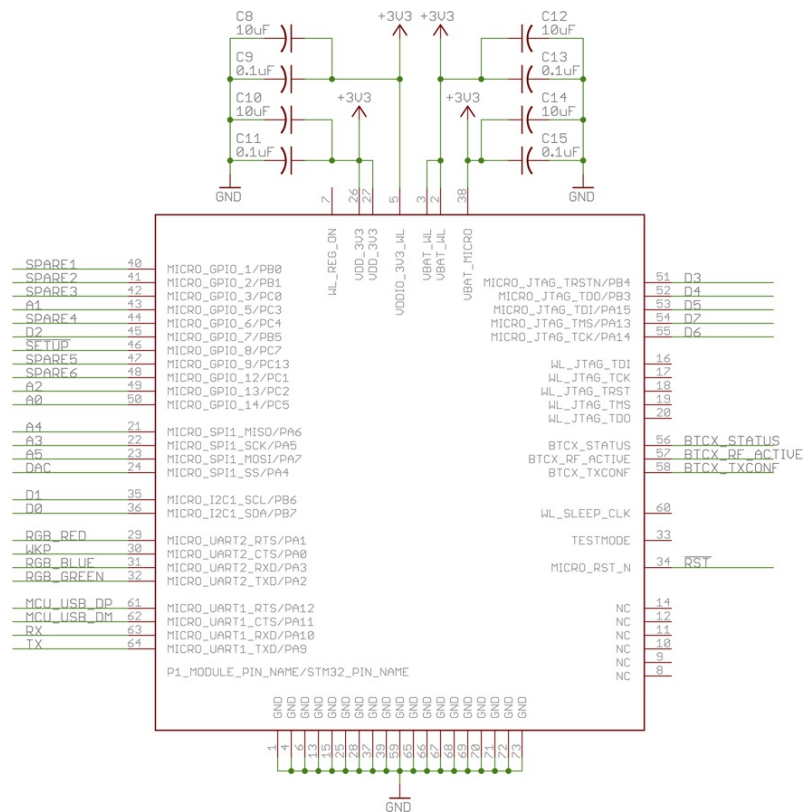 C8
10uF
+3V3
+3V3
C12
10uF
C9
0.1uF
C13
0.1uF
C10
10uF
+3V3
+3V3
C14
10uF
C11
0.1uF
C15
0.1uF
GND
GND
7
26
27
5
3
2
38
WL_REG_ON
VDD_3V3
VDD_3V3
VDDIO_3V3_WL
VBAT_WL
VBAT_WL
VBAT_MICRO
SPARE1 40 MICRO_GPIO_1/PB0
SPARE2 41 MICRO_GPIO_2/PB1
SPARE3 42 MICRO_GPIO_3/PC0
A1 43 MICRO_GPIO_5/PC3
SPARE4 44 MICRO_GPIO_6/PC4
D2 45 MICRO_GPIO_7/PB5
SETUP 46 MICRO_GPIO_8/PC7
SPARE5 47 MICRO_GPIO_9/PC13
SPARE6 48 MICRO_GPIO_12/PC1
A2 49 MICRO_GPIO_13/PC2
A0 50 MICRO_GPIO_14/PC5
A4 21 MICRO_SPI1_MISO/PA6
A3 22 MICRO_SPI1_SCK/PA5
A5 23 MICRO_SPI1_MOSI/PA7
DAC 24 MICRO_SPI1_SS/PA4
D1 35 MICRO_I2C1_SCL/PB6
D0 36 MICRO_I2C1_SDA/PB7
RGB_RED 29 MICRO_UART2_RTS/PA1
WKP 30 MICRO_UART2_CTS/PA0
RGB_BLUE 31 MICRO_UART2_RXD/PA3
RGB_GREEN 32 MICRO_UART2_TXD/PA2
MCU_USB_DP 61 MICRO_UART1_RTS/PA12
MCU_USB_DM 62 MICRO_UART1_CTS/PA11
RX 63 MICRO_UART1_RXD/PA10
TX 64 MICRO_UART1_TXD/PA9
P1_MODULE_PIN_NAME/STM32_PIN_NAME
MICRO_JTAG_TRSTN/PB4 51 D3
MICRO_JTAG_TDO/PB3 52 D4
MICRO_JTAG_TDI/PA15 53 D5
MICRO_JTAG_TMS/PA13 54 D7
MICRO_JTAG_TCK/PA14 55 D6
WL_JTAG_TDI 16
WL_JTAG_TCK 17
WL_JTAG_TRST 18
WL_JTAG_TMS 19
WL_JTAG_TDO 20
BTCX_STATUS 56 BTCX_STATUS
BTCX_RF_ACTIVE 57 BTCX_RF_ACTIVE
BTCX_TXCONF 58 BTCX_TXCONF
WL_SLEEP_CLK 60
TESTMODE 33
MICRO_RST_N 34 RST
NC 14
NC 12
NC 11
NC 10
NC 9
NC 8
GND GND GND GND GND GND GND GND GND GND GND GND GND GND GND GND GND GND GND
1 4 6 13 15 25 28 37 39 59 65 66 67 68 69 70 71 72 73
GND